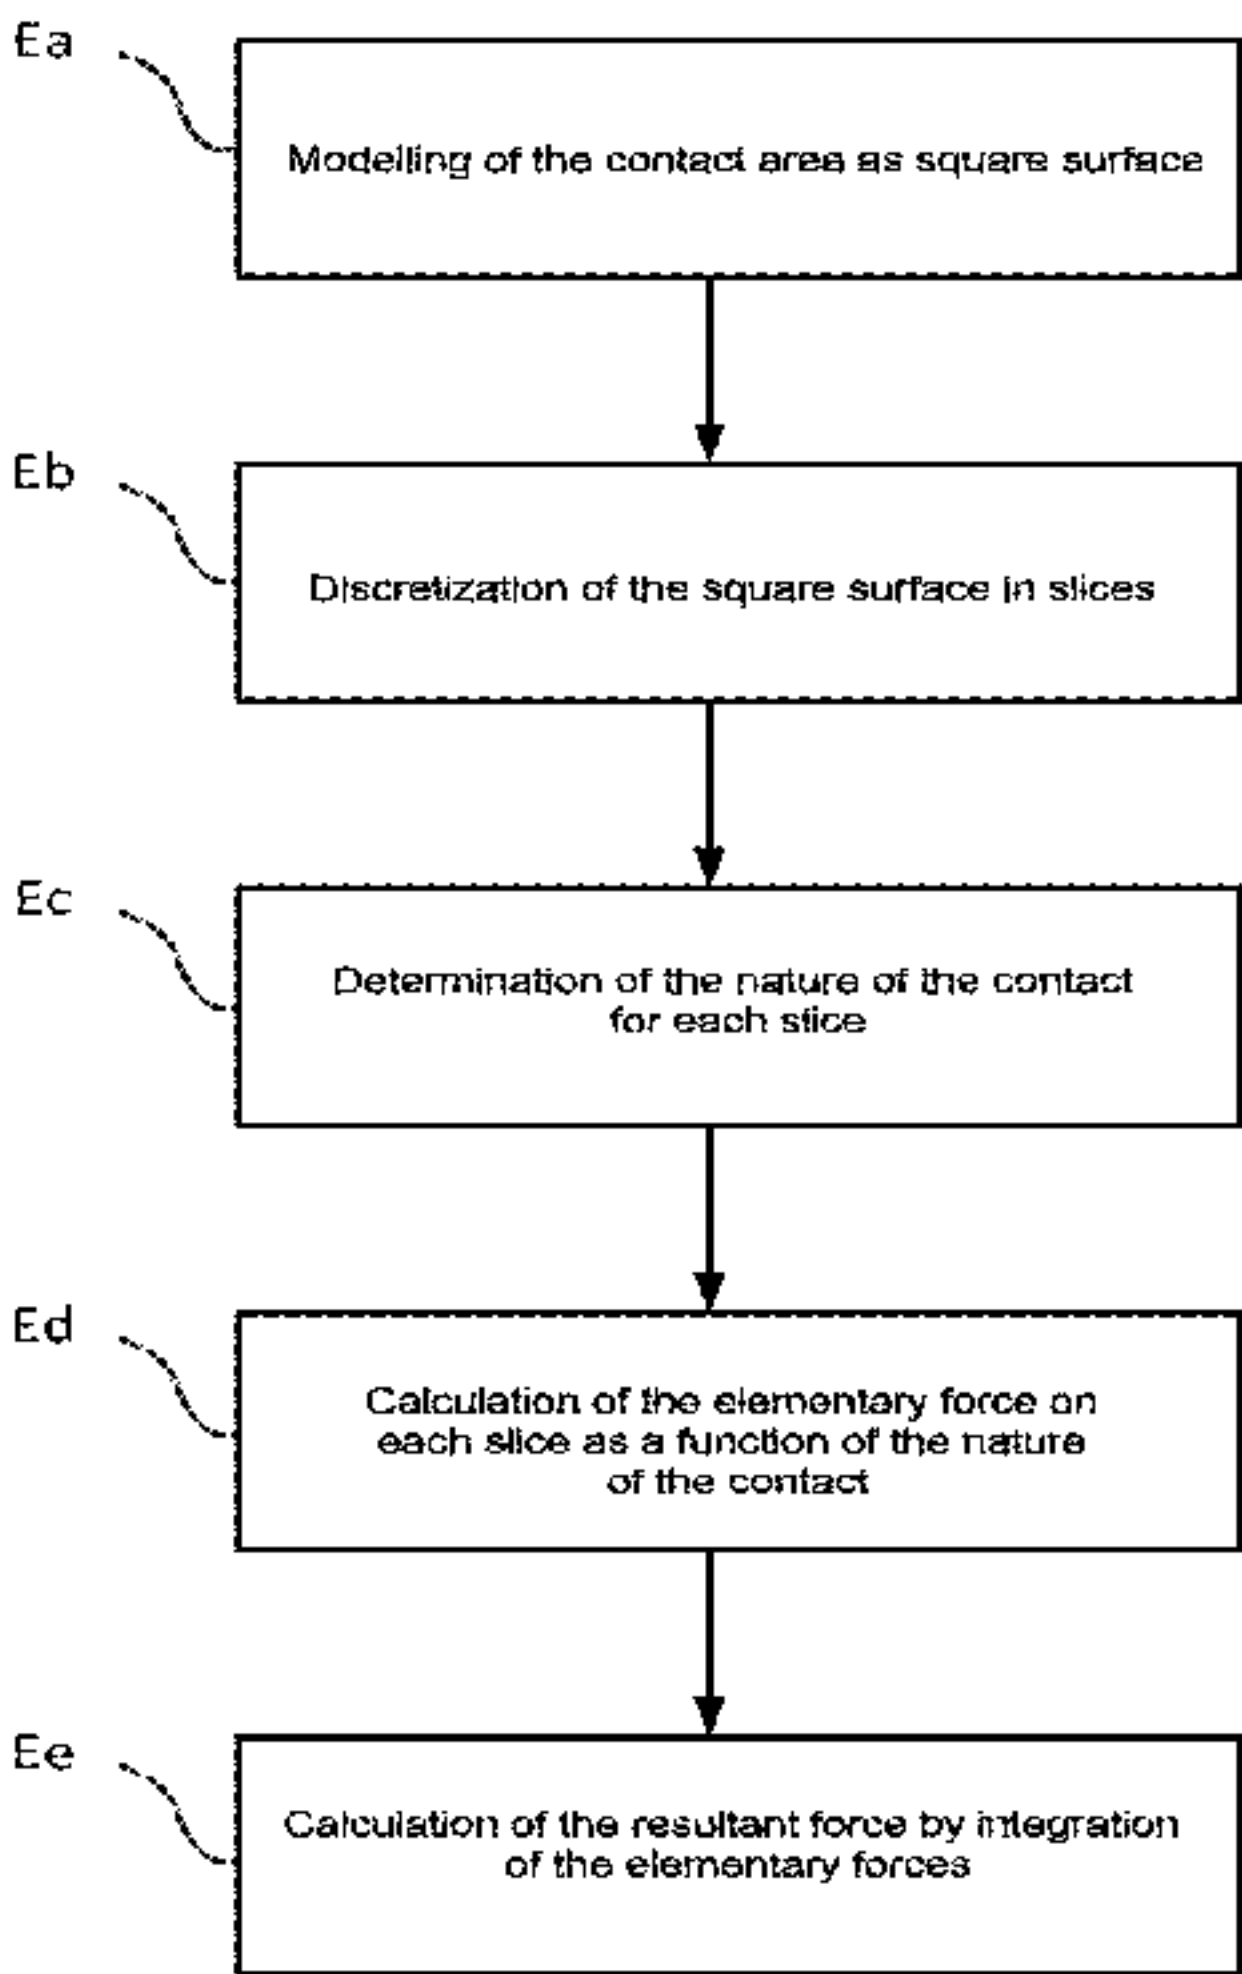 Ea
Modelling of the contact area as square surface
Eb
Discretization of the square surface in slices
Ec
Determination of the nature of the contact
for each slice
Ed
Calculation of the elementary force on
each slice as a function of the nature
of the contact
Ee
Calculation of the resultant force by integration
of the elementary forces